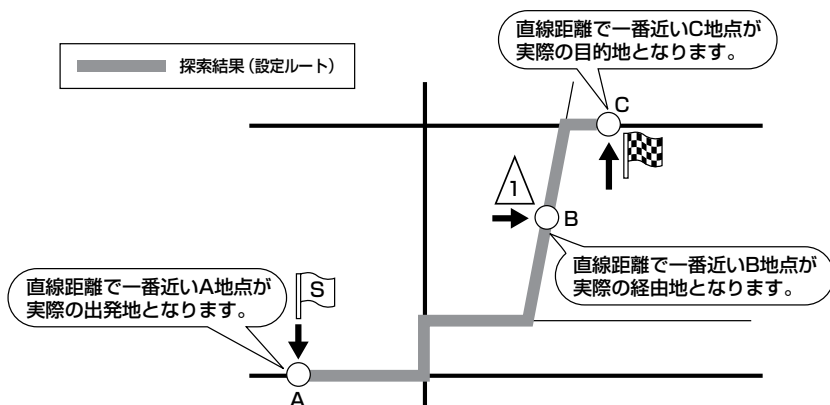 直線距離で一番近いC地点が
実際の目的地となります。
探索結果（設定ルート）
C
1
B
直線距離で一番近いB地点が
実際の経由地となります。
直線距離で一番近いA地点が
実際の出発地となります。
S
A